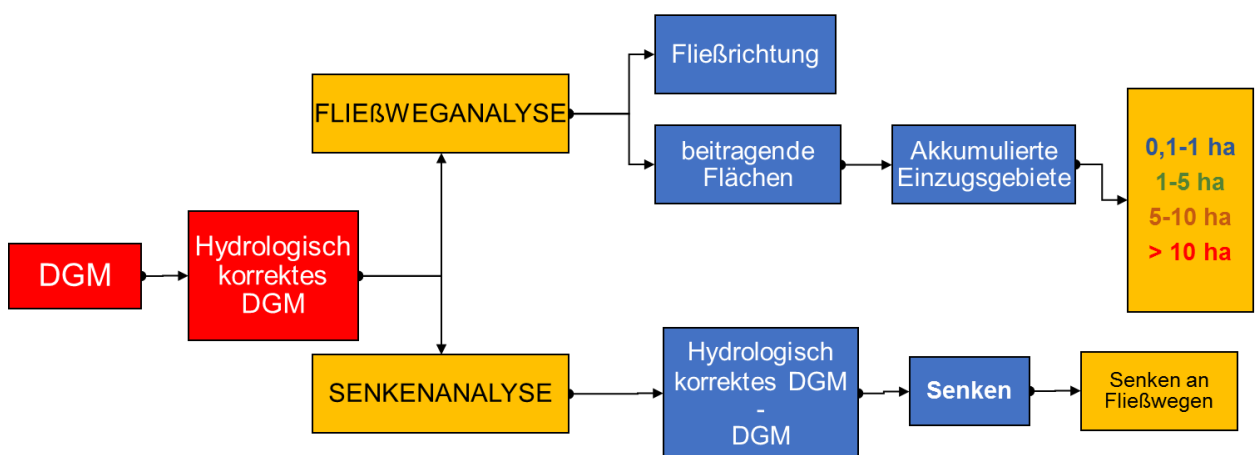 DGM
Hydrologisch
korrektes
DGM
FLIEßWEGANALYSE
Fließrichtung
beitragende
Flächen
Akkumulierte
Einzugsgebiete
0,1-1 ha
1-5 ha
5-10 ha
> 10 ha
SENKENANALYSE
Hydrologisch
korrektes DGM
-
DGM
Senken
Senken an
Fließwegen